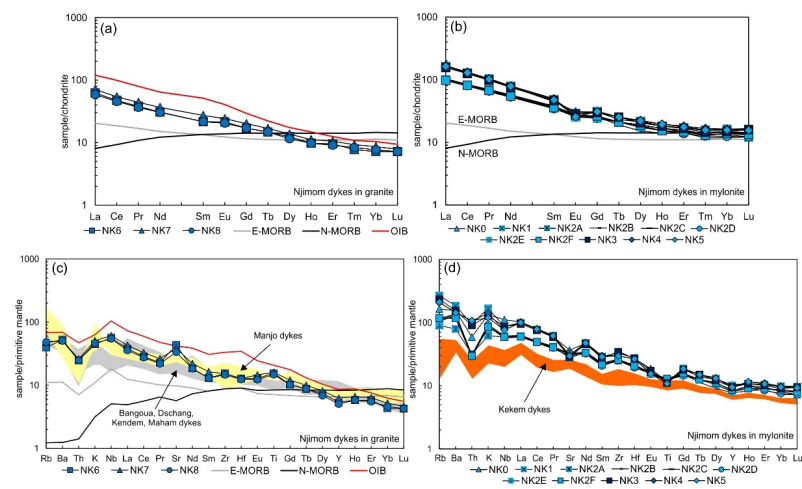 (a)
1000
100
10
1
sample/chondrite
Njimom dykes in granite
La Ce Pr Nd Sm Eu Gd Tb Dy Ho Er Tm Yb Lu
NK6 NK7 NK8 E-MORB N-MORB OIB
(b)
1000
100
10
1
sample/chondrite
E-MORB
N-MORB
Njimom dykes in mylonite
La Ce Pr Nd Sm Eu Gd Tb Dy Ho Er Tm Yb Lu
NK0 NK1 NK2A NK2B NK2C NK2D
NK2E NK2F NK3 NK4 NK5
(c)
1000
100
10
1
sample/primitive mantle
Manjo dykes
Bangoua, Dschang,
Kendem, Maham dykes
Njimom dykes in granite
Rb Ba Th K Nb La Ce Pr Sr Nd Sm Zr Hf Eu Ti Gd Tb Dy Y Ho Er Yb Lu
NK6 NK7 NK8 E-MORB N-MORB OIB
(d)
1000
100
10
1
sample/primitive mantle
Kekem dykes
Njimom dykes in mylonite
Rb Ba Th K Nb La Ce Pr Sr Nd Sm Zr Hf Eu Ti Gd Tb Dy Y Ho Er Yb Lu
NK0 NK1 NK2A NK2B NK2C NK2D
NK2E NK2F NK3 NK4 NK5